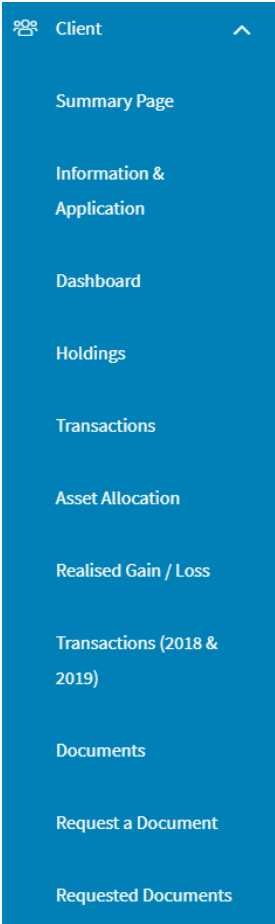 Client
Summary Page
Information &
Application
Dashboard
Holdings
Transactions
Asset Allocation
Realised Gain / Loss
Transactions (2018 &
2019)
Documents
Request a Document
Requested Documents